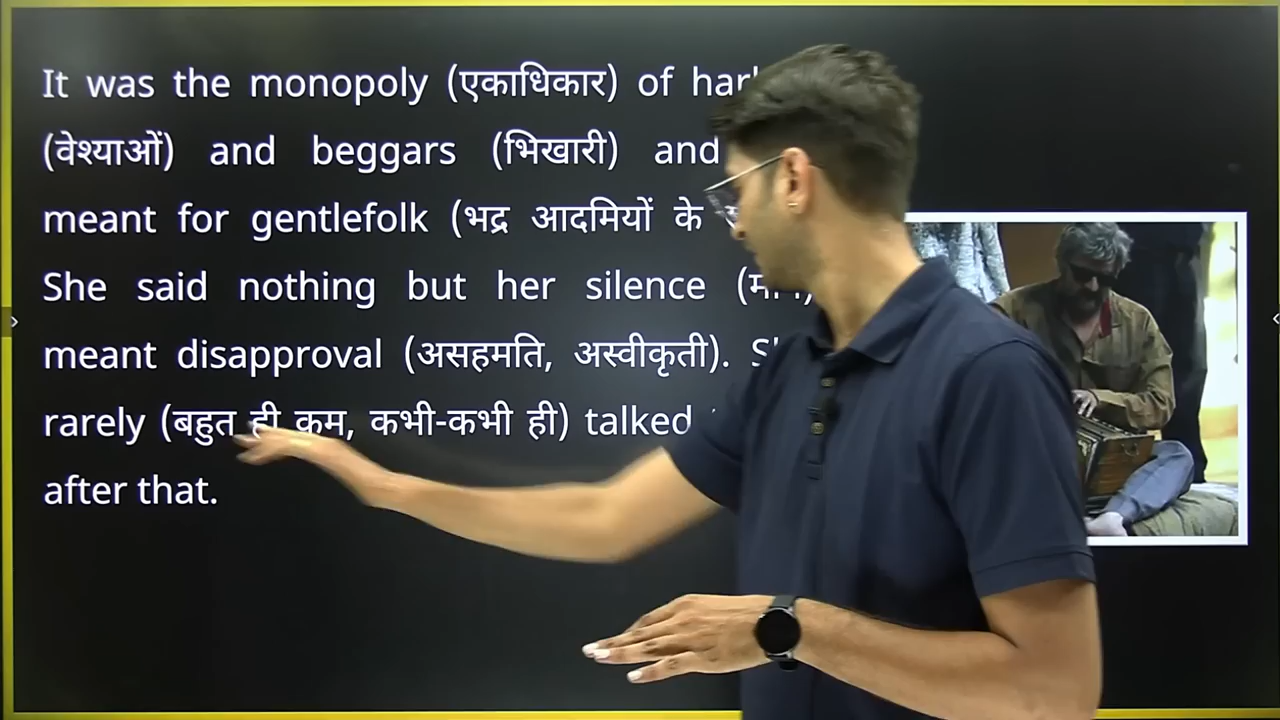 It was the monopoly (एकाधिकार) of
(वेश्याओं) and beggars (भिखारी) and
meant for gentlefolk (भद्र आदमियों के
She said nothing but her silence
meant disapproval (असहमति, अस्वीकृती).
rarely (बहुत ही कम, कभी-कभी ही) talked
after that.